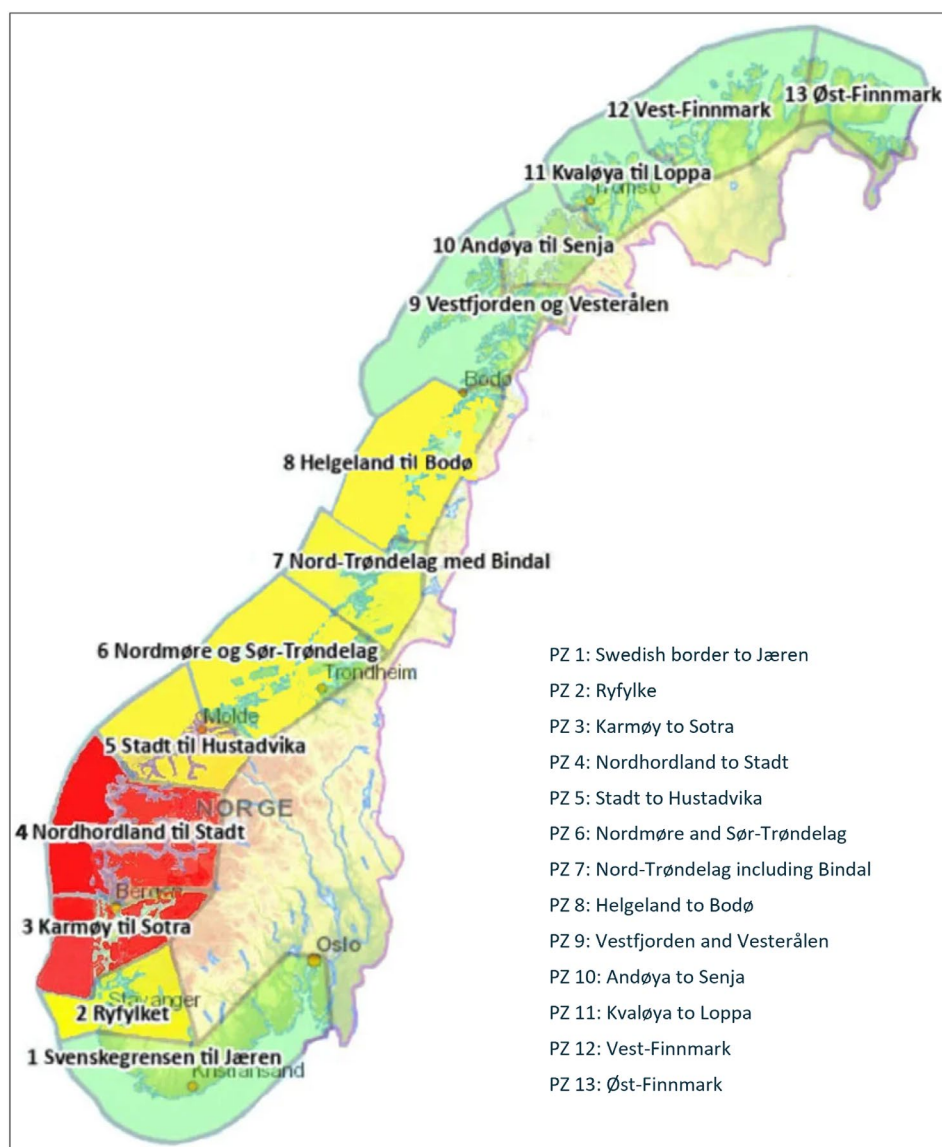 13 Øst-Finnmark
12 Vest-Finnmark
11 Kvaløya til Loppa
Tromsø
10 Andøya til Senja
9 Vestfjorden og Vesterålen
Bodø
8 Helgeland til Bodø
7 Nord-Trøndelag med Bindal
6 Nordmøre og Sør-Trøndelag
Trondheim
Molde
5 Stadt til Hustadvika
NORGE
4 Nordhordland til Stadt
Bergen
3 Karmøy til Sotra
Oslo
Stavanger
2 Ryfylket
1 Svenskegrensen til Jæren
Kristiansand
PZ 1: Swedish border to Jæren
PZ 2: Ryfylke
PZ 3: Karmøy to Sotra
PZ 4: Nordhordland to Stadt
PZ 5: Stadt to Hustadvika
PZ 6: Nordmøre and Sør-Trøndelag
PZ 7: Nord-Trøndelag including Bindal
PZ 8: Helgeland to Bodø
PZ 9: Vestfjorden and Vesterålen
PZ 10: Andøya to Senja
PZ 11: Kvaløya to Loppa
PZ 12: Vest-Finnmark
PZ 13: Øst-Finnmark